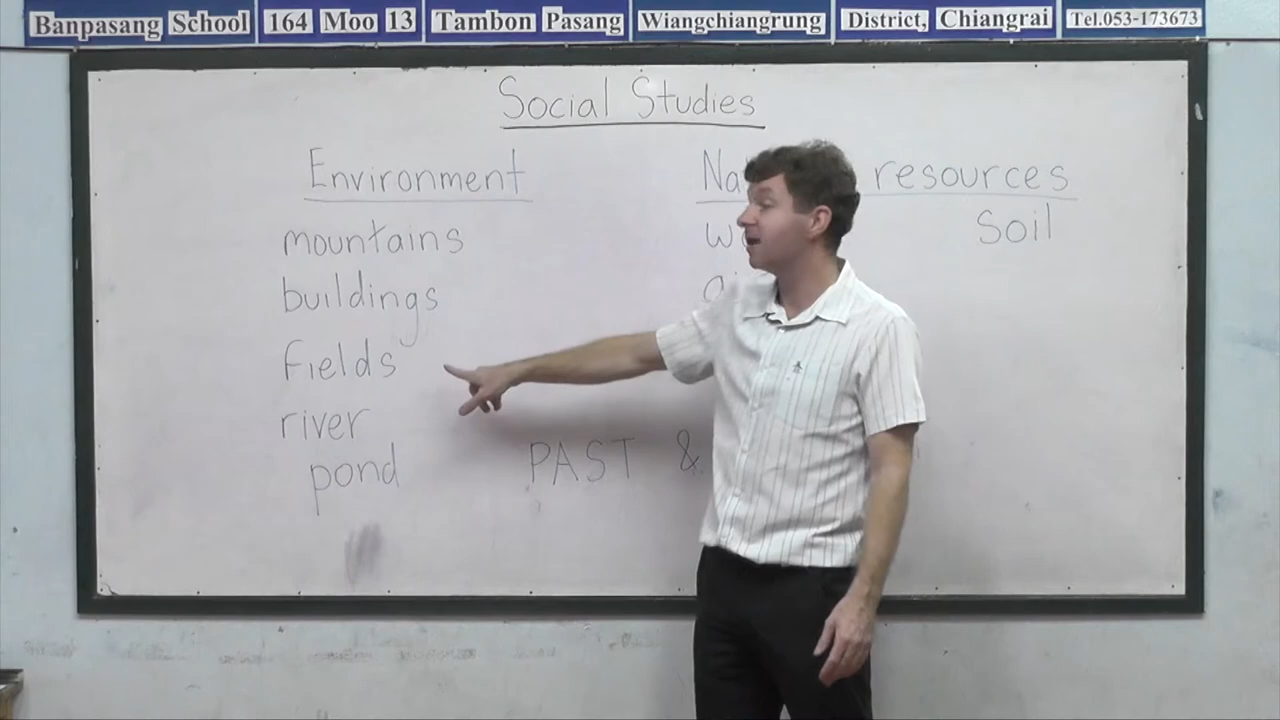 Banpasang School 164 Moo 13 Tambon Pasang Wiangchiangrung District, Chiangrai Tel.053-173673
Social Studies
Environment
mountains
buildings
fields
river
pond
resources
soil
PAST &